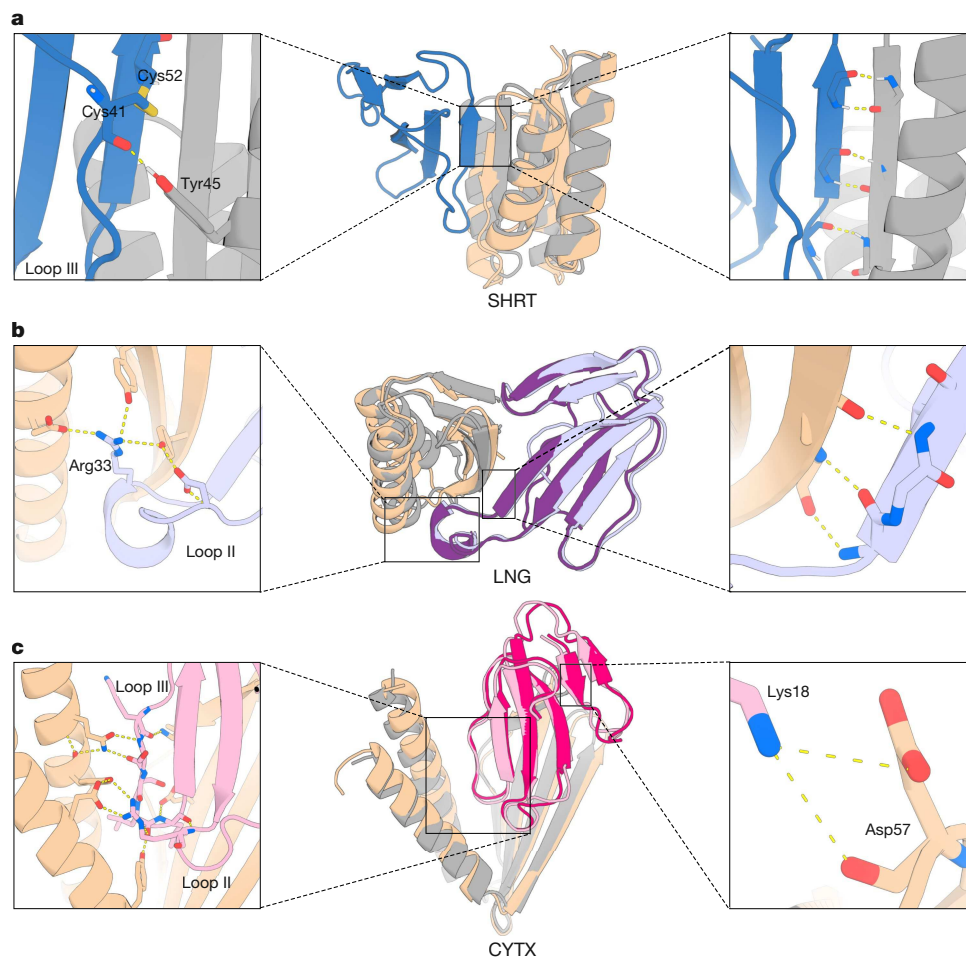 a
Cys52
Cys41
Tyr45
Loop III
SHRT
b
Arg33
Loop II
LNG
c
Loop III
Lys18
Asp57
Loop II
CYTX